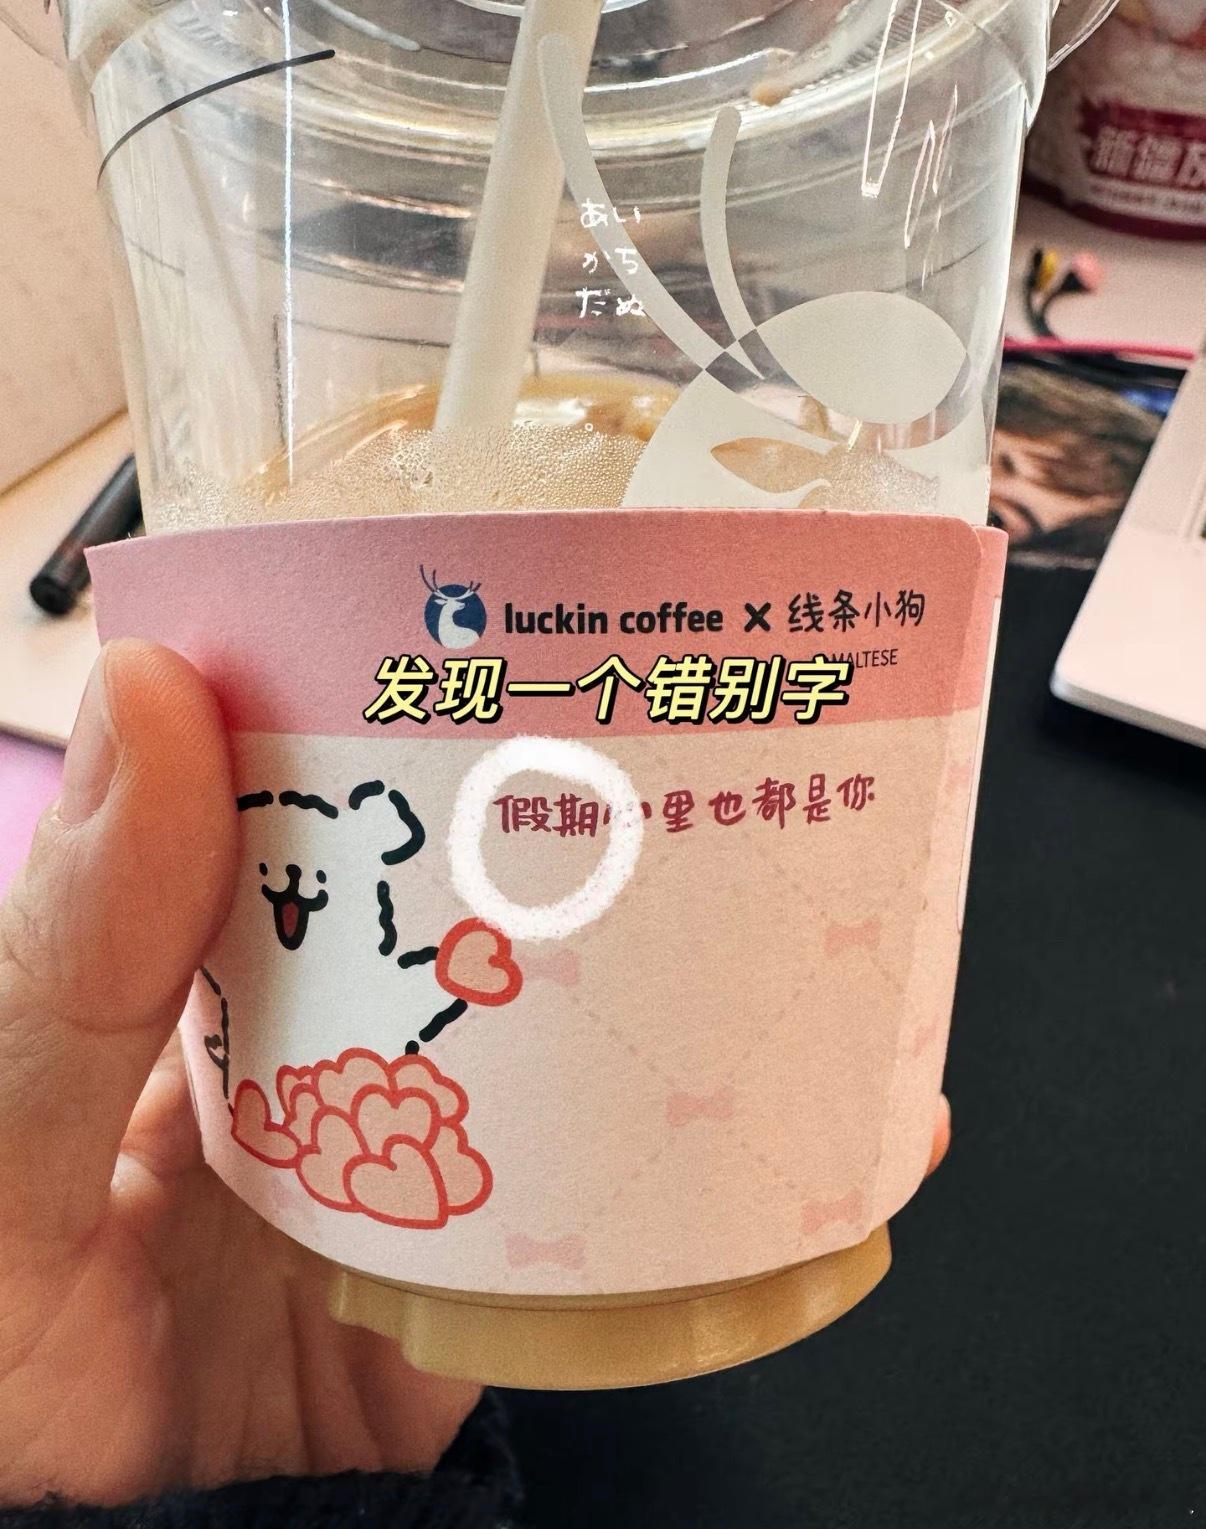 あい
かち
だぬ
。
luckin coffee × 线条小狗
MALTESE
发现一个错别字
假期心里也都是你